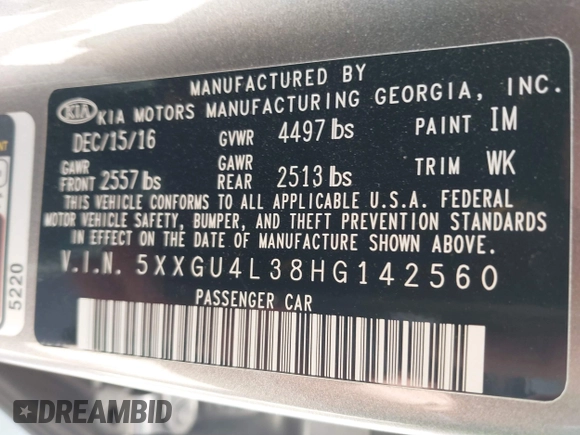 MANUFACTURED BY
KIA KIA MOTORS MANUFACTURING GEORGIA, INC.
DEC/15/16 GVWR 4497 lbs PAINT IM
GAWR FRONT 2557 lbs GAWR REAR 2513 lbs TRIM WK
THIS VEHICLE CONFORMS TO ALL APPLICABLE U.S.A. FEDERAL
MOTOR VEHICLE SAFETY, BUMPER, AND THEFT PREVENTION STANDARDS
IN EFFECT ON THE DATE OF MANUFACTURE SHOWN ABOVE.
V.I.N. 5XXGU4L38HG142560
PASSENGER CAR
5220
DREAMBID